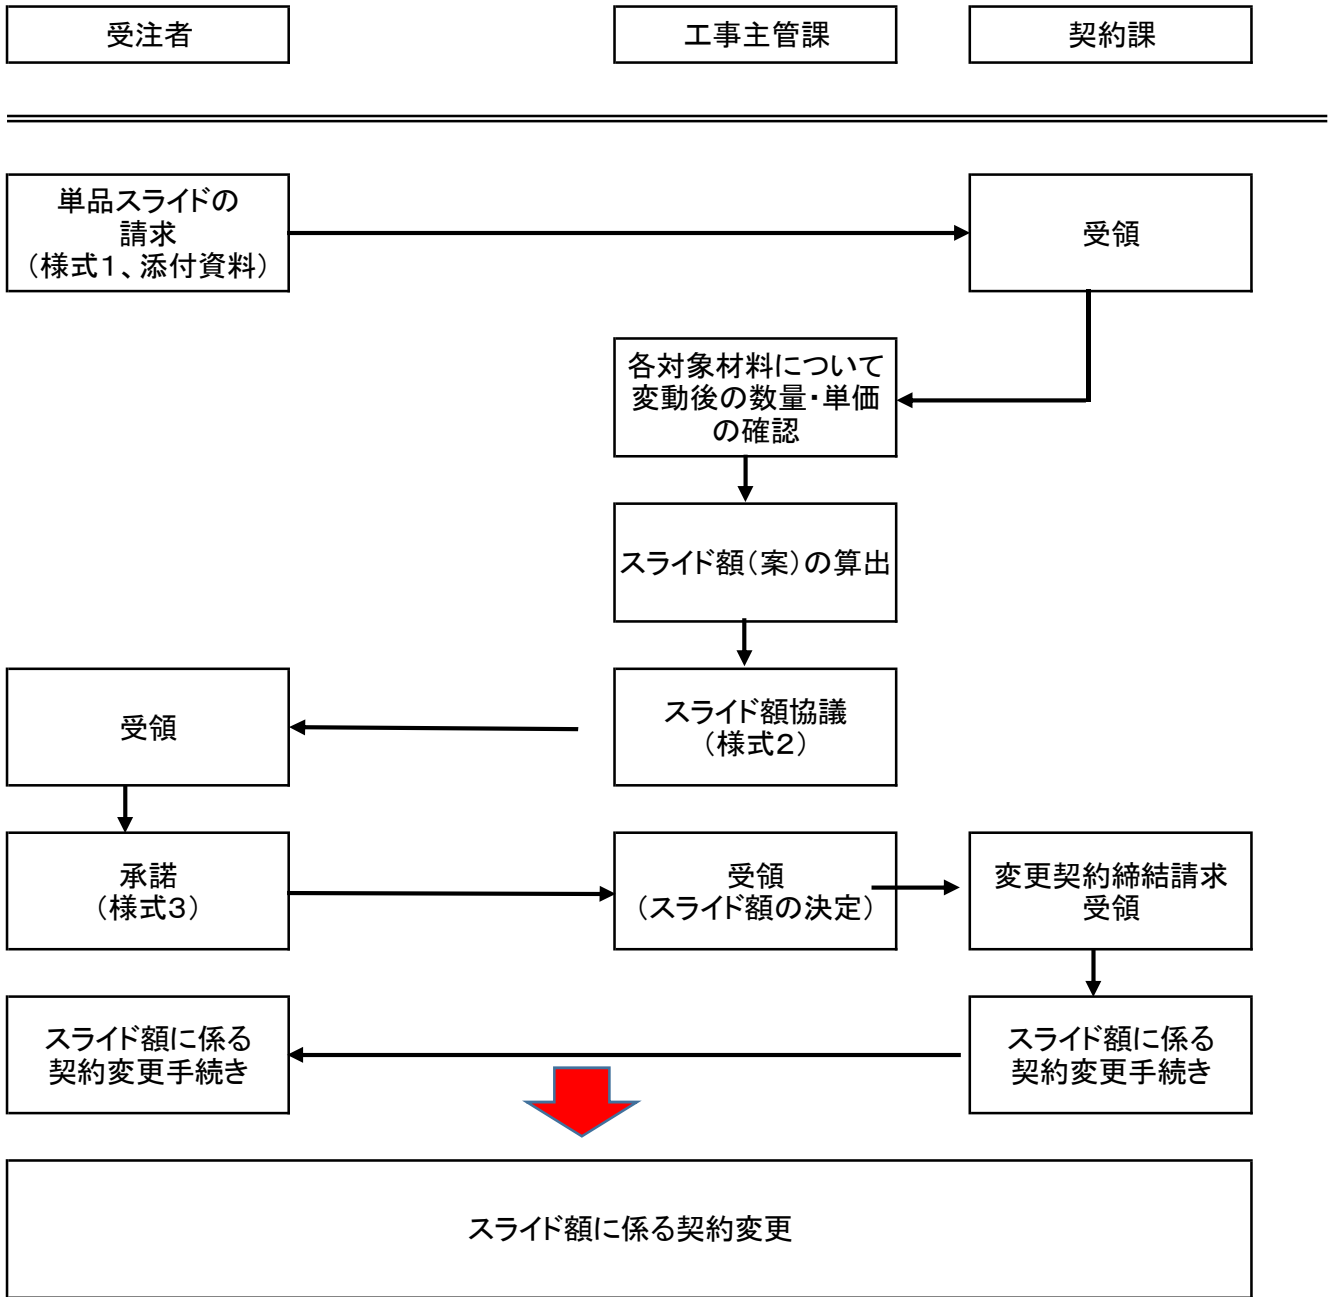 受注者
工事主管課
契約課
単品スライドの
請求
（様式１、添付資料）
受領
各対象材料について
変動後の数量・単価
の確認
スライド額（案）の算出
スライド額協議
（様式２）
受領
承諾
（様式３）
受領
（スライド額の決定）
変更契約締結請求
受領
スライド額に係る
契約変更手続き
スライド額に係る
契約変更手続き
スライド額に係る契約変更